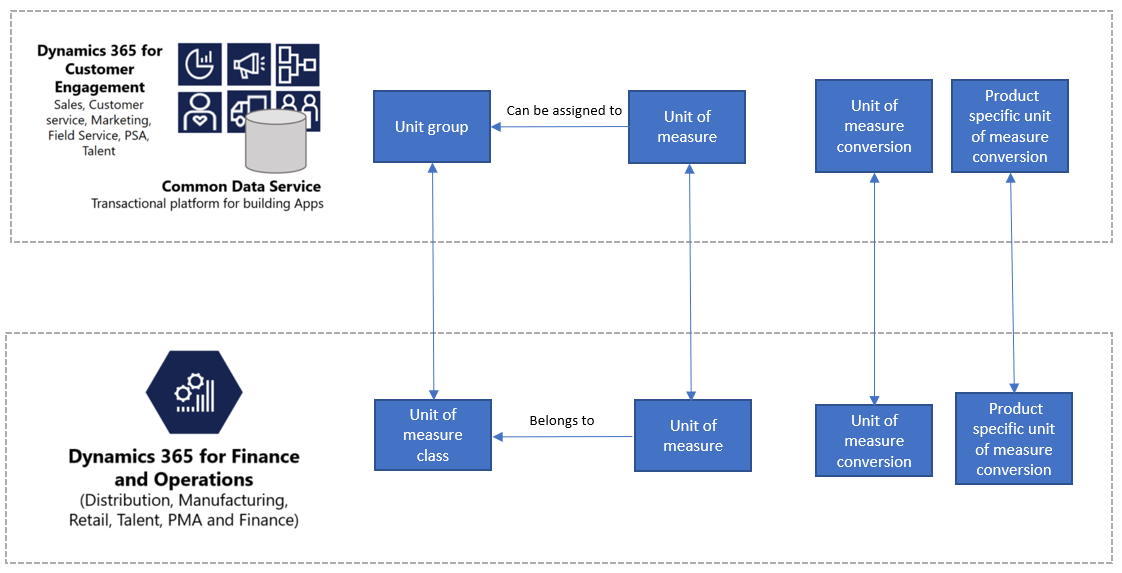 Dynamics 365 for
Customer
Engagement
Sales, Customer
service, Marketing,
Field Service, PSA,
Talent
Common Data Service
Transactional platform for building Apps
Unit group
Can be assigned to
Unit of
measure
Unit of
measure
conversion
Product
specific unit
of measure
conversion
Dynamics 365 for Finance
and Operations
(Distribution, Manufacturing,
Retail, Talent, PMA and Finance)
Unit of
measure
class
Belongs to
Unit of
measure
Unit of
measure
conversion
Product
specific unit
of measure
conversion